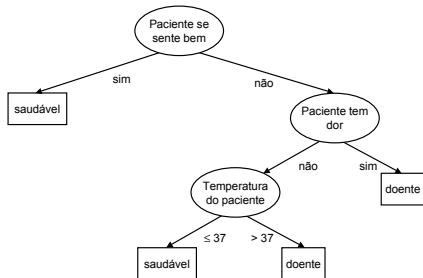 Paciente se
sente bem
sim
não
saudável
Paciente tem
dor
não
sim
Temperatura
do paciente
doente
≤ 37
> 37
saudável
doente